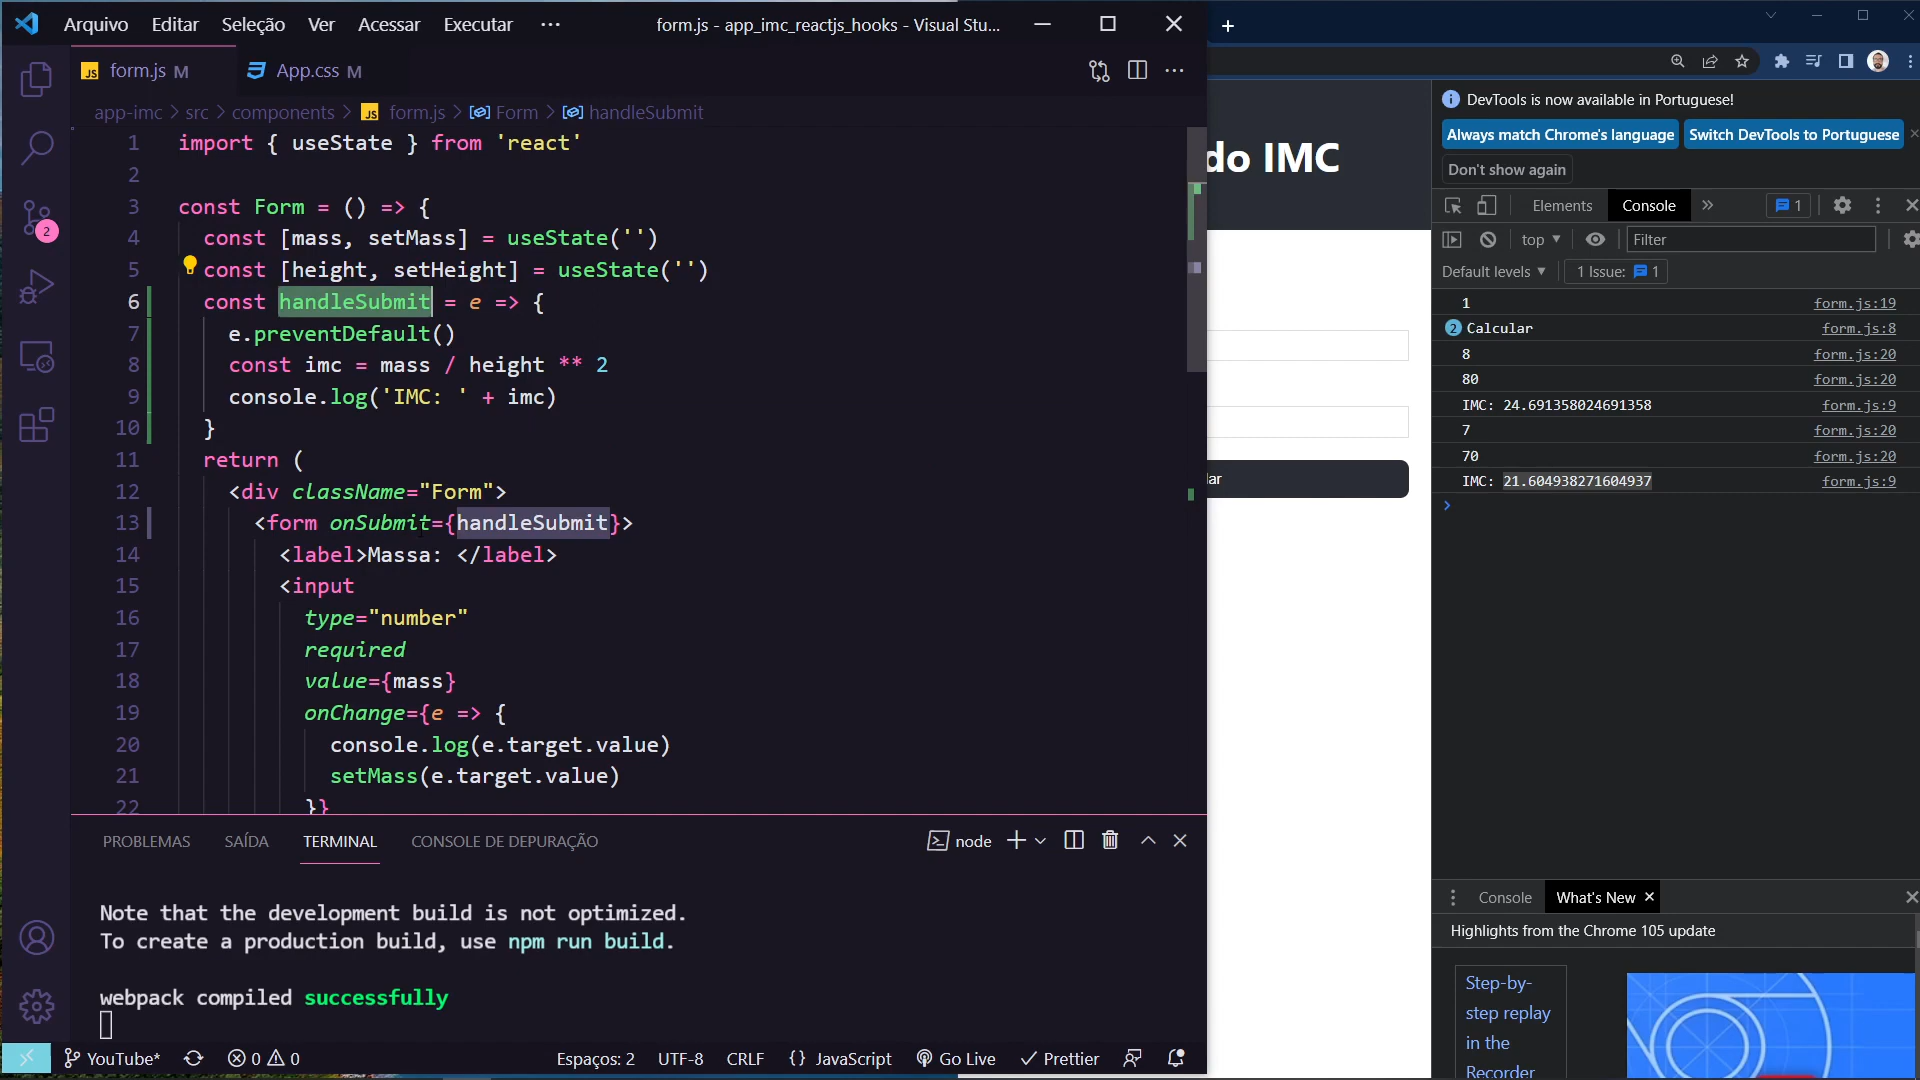 Arquivo Editar Seleção Ver Acessar Executar ··· form.js - app_imc_reactjs_hooks - Visual Stu...
JS form.js M App.css M
app-imc > src > components > JS form.js > Form > handleSubmit
1 import { useState } from 'react'
2
3 const Form = () => {
4 const [mass, setMass] = useState('')
5 const [height, setHeight] = useState('')
6 const handleSubmit = e => {
7 e.preventDefault()
8 const imc = mass / height ** 2
9 console.log('IMC: ' + imc)
10 }
11 return (
12 <div className="Form">
13 <form onSubmit={handleSubmit}>
14 <label>Massa: </label>
15 <input
16 type="number"
17 required
18 value={mass}
19 onChange={e => {
20 console.log(e.target.value)
21 setMass(e.target.value)
22 }}
2
PROBLEMAS SAÍDA TERMINAL CONSOLE DE DEPURAÇÃO node
Note that the development build is not optimized.
To create a production build, use npm run build.
webpack compiled successfully
YouTube* 0 0 Espaços: 2 UTF-8 CRLF {} JavaScript Go Live Prettier
do IMC
lar
DevTools is now available in Portuguese!
Always match Chrome's language Switch DevTools to Portuguese
Don't show again
Elements Console » 1
top Filter
Default levels 1 Issue: 1
1 form.js:19
2 Calcular form.js:8
8 form.js:20
80 form.js:20
IMC: 24.691358024691358 form.js:9
7 form.js:20
70 form.js:20
IMC: 21.604938271604937 form.js:9
Console What's New
Highlights from the Chrome 105 update
Step-by-
step replay
in the
Recorder